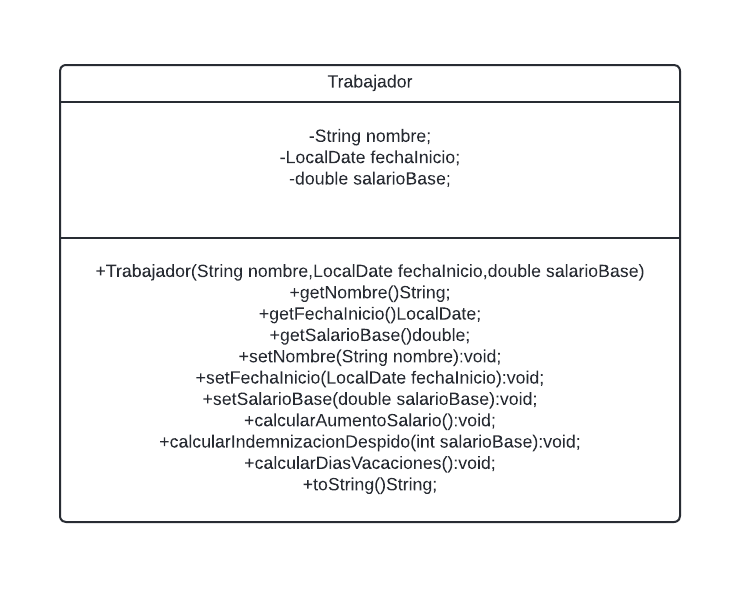 Trabajador
-String nombre;
-LocalDate fechaInicio;
-double salarioBase;
+Trabajador(String nombre,LocalDate fechaInicio,double salarioBase)
+getNombre()String;
+getFechaInicio()LocalDate;
+getSalarioBase()double;
+setNombre(String nombre):void;
+setFechaInicio(LocalDate fechaInicio):void;
+setSalarioBase(double salarioBase):void;
+calcularAumentoSalario():void;
+calcularIndemnizacionDespido(int salarioBase):void;
+calcularDiasVacaciones():void;
+toString()String;